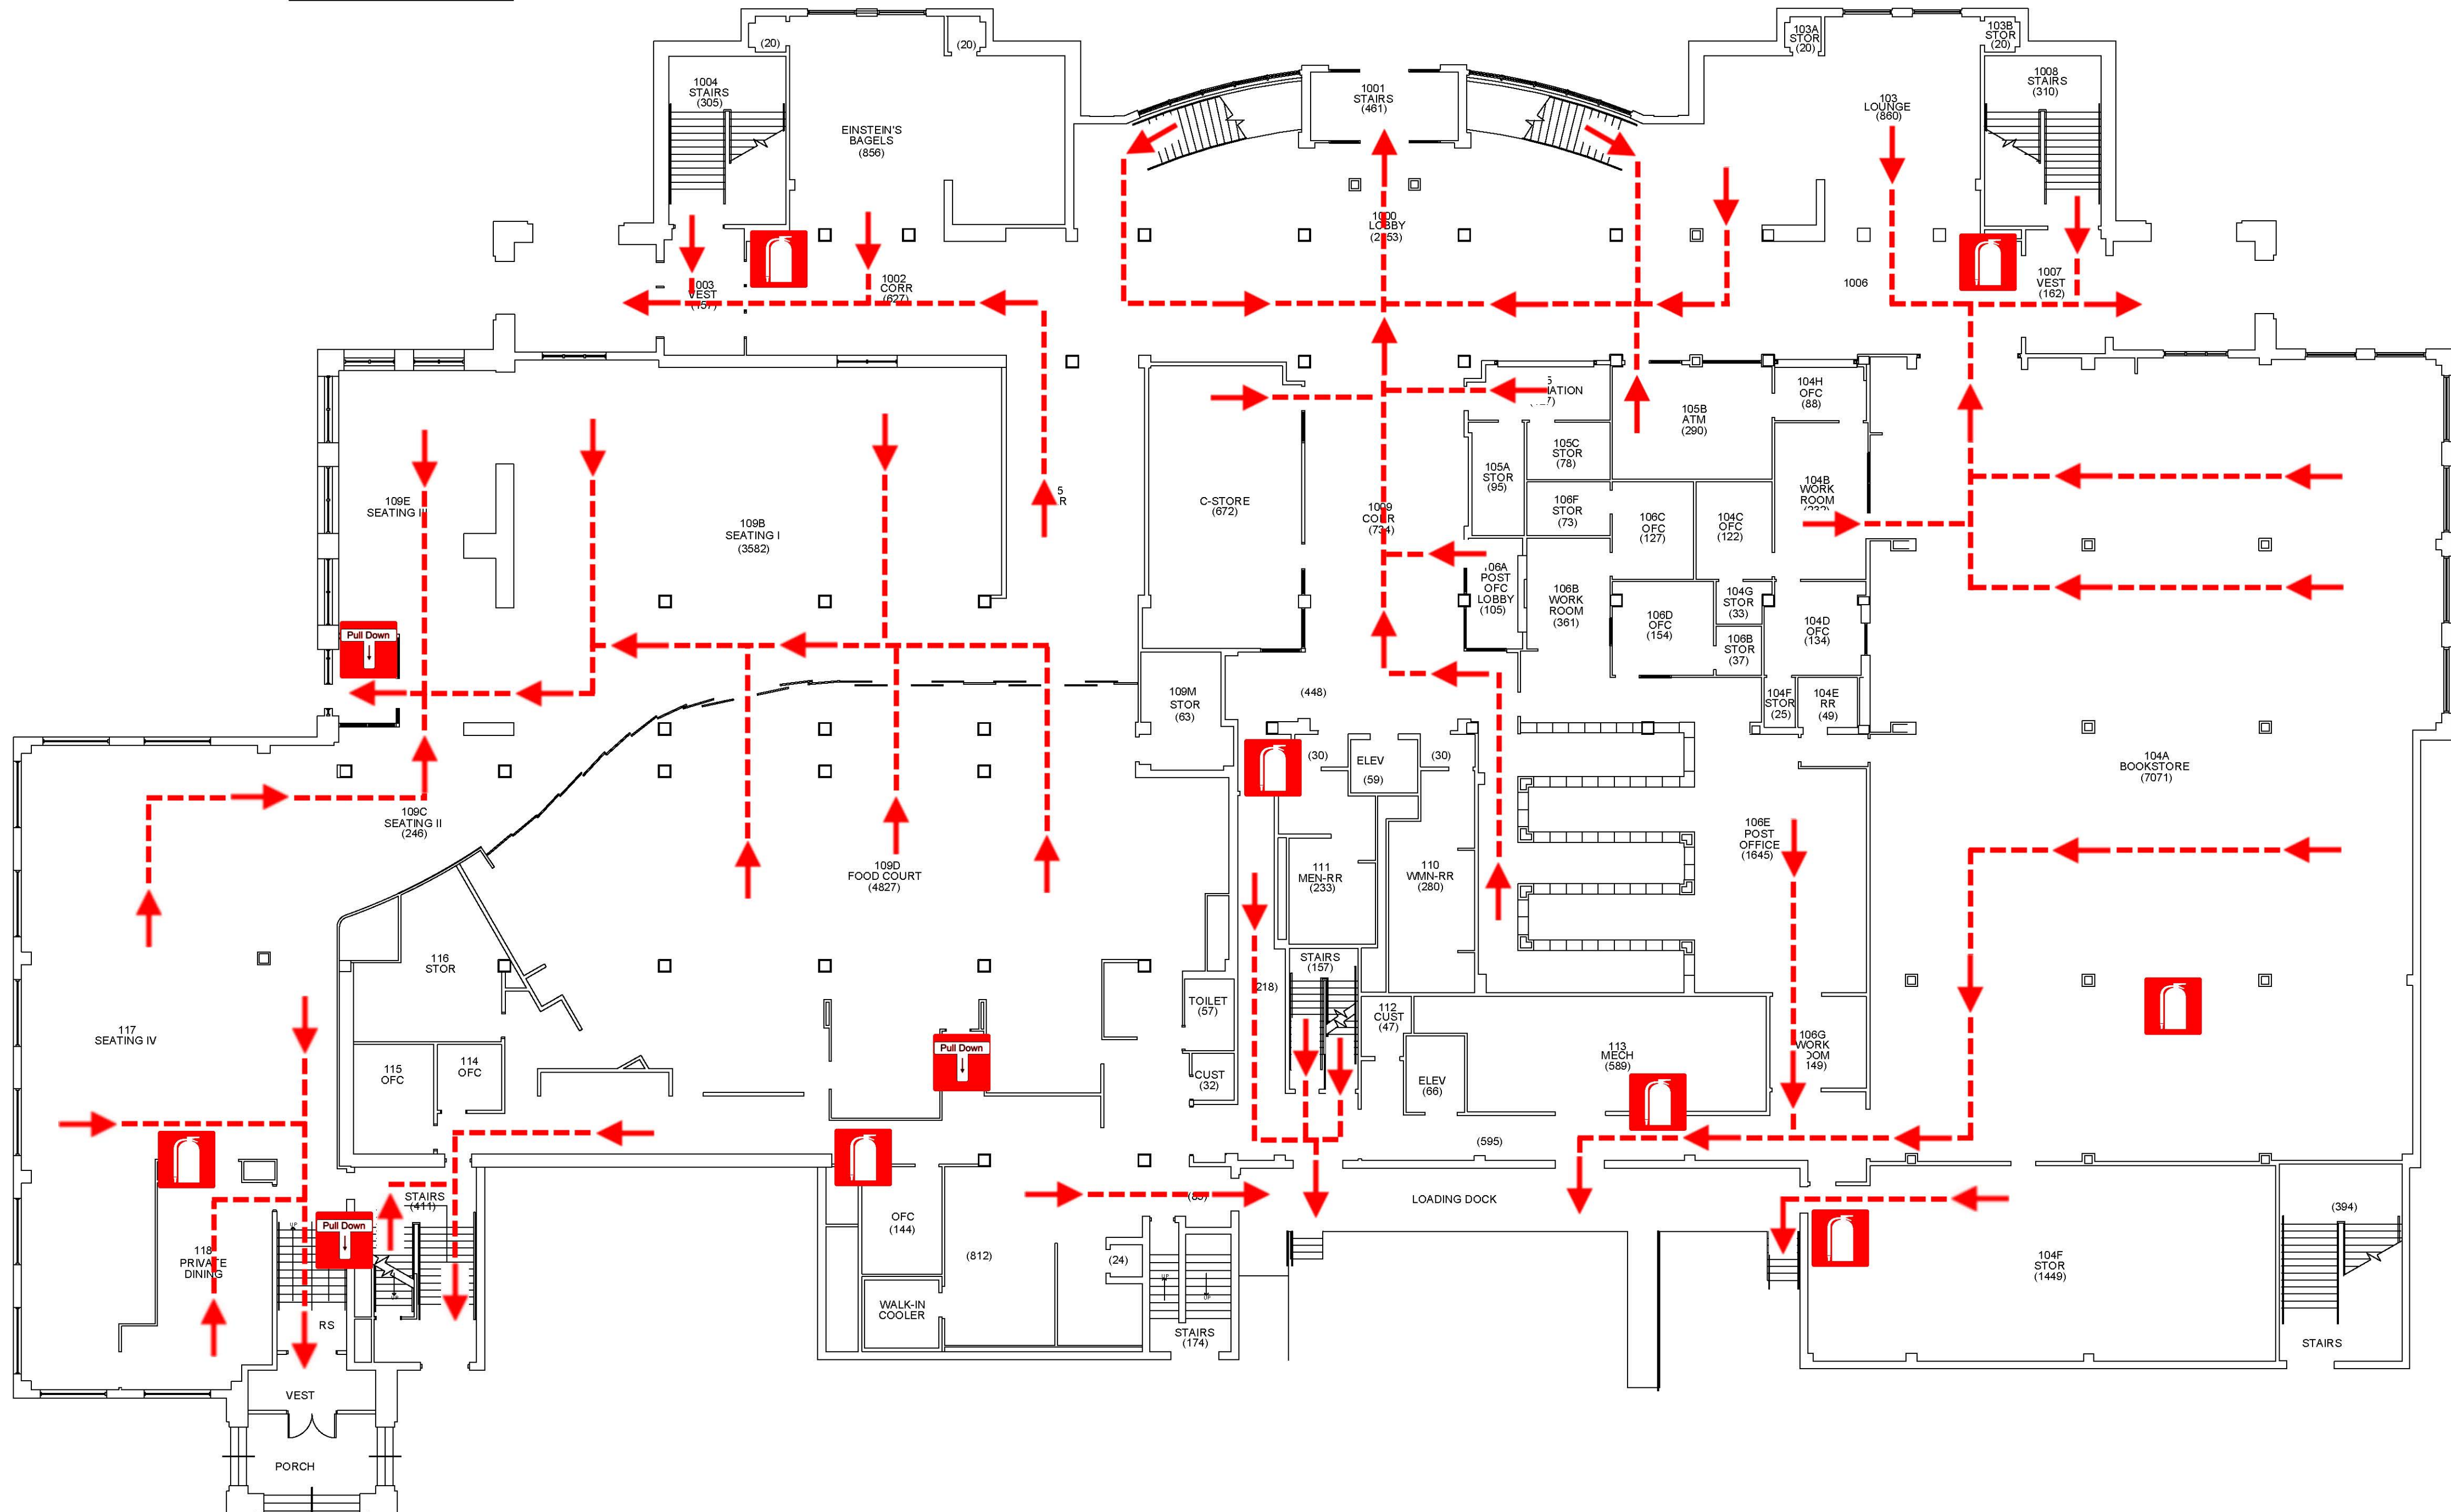 103A
STOR
(20)
103B
STOR
(20)
(20)
(20)
1004
STAIRS
(305)
1001
STAIRS
(461)
1008
STAIRS
(310)
103
LOUNGE
(860)
EINSTEIN'S
BAGELS
(856)
1000
LOBBY
1003
VEST
1002
CORR
(627)
1006
1007
VEST
(162)
109E
SEATING III
109B
SEATING I
(3582)
C-STORE
(672)
1009
CORR
(734)
105A
STOR
(95)
105C
STOR
(78)
105B
ATM
(290)
104H
OFC
(88)
106F
STOR
(73)
106C
OFC
(127)
104C
OFC
(122)
104B
WORK
ROOM
(232)
106A
POST
OFC
LOBBY
(105)
106B
WORK
ROOM
(361)
106D
OFC
(154)
104G
STOR
(33)
106B
STOR
(37)
104D
OFC
(134)
Pull Down
109M
STOR
(63)
(448)
104F
STOR
(25)
104E
RR
(49)
(30)
ELEV
(59)
(30)
104A
BOOKSTORE
(7071)
109C
SEATING II
(246)
109D
FOOD COURT
(4827)
111
MEN-RR
(233)
110
WMN-RR
(280)
106E
POST
OFFICE
(1645)
116
STOR
STAIRS
(157)
218)
TOILET
(57)
112
CUST
(47)
117
SEATING IV
115
OFC
114
OFC
Pull Down
CUST
(32)
ELEV
(66)
113
MECH
(589)
106G
WORK
(595)
STAIRS
(411)
LOADING DOCK
UP
Pull Down
118
PRIVATE
DINING
OFC
(144)
(812)
(24)
UP
UP
UP
104F
STOR
(1449)
(394)
RS
WALK-IN
COOLER
STAIRS
(174)
STAIRS
VEST
PORCH